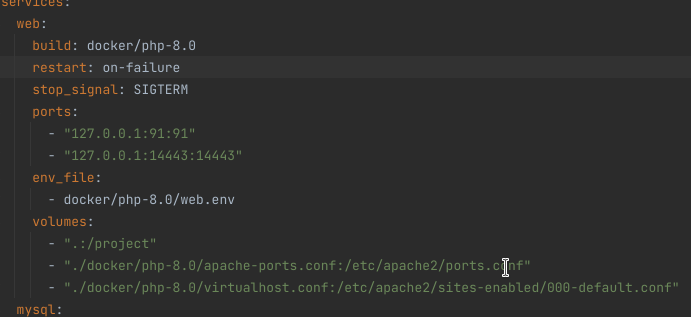 services:
web:
build: docker/php-8.0
restart: on-failure
stop_signal: SIGTERM
ports:
- "127.0.0.1:91:91"
- "127.0.0.1:14443:14443"
env_file:
- docker/php-8.0/web.env
volumes:
- ".:/project"
- "./docker/php-8.0/apache-ports.conf:/etc/apache2/ports.conf"
- "./docker/php-8.0/virtualhost.conf:/etc/apache2/sites-enabled/000-default.conf"
mysql: